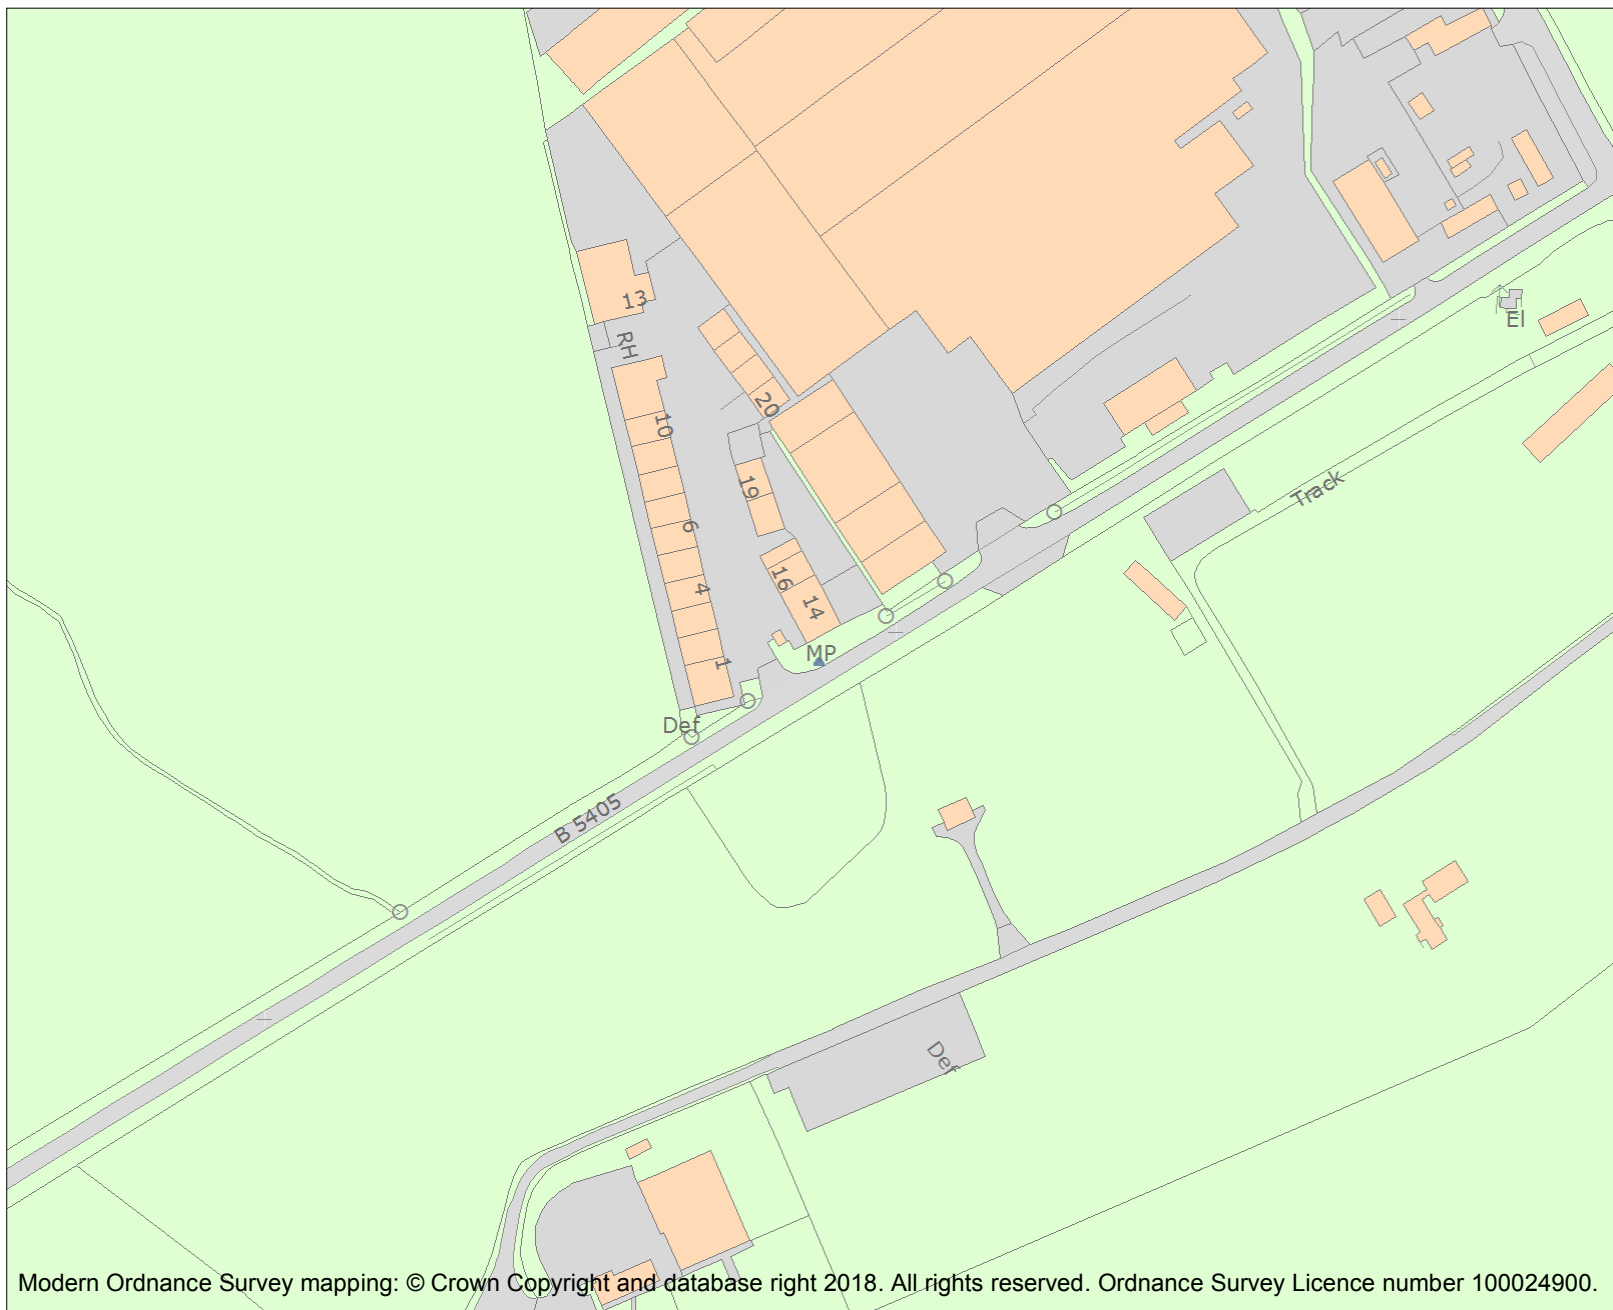 13
RH
20
10
19
El
Track
6
16
14
4
MP
1
Def
B 5405
Def
Modern Ordnance Survey mapping: © Crown Copyright and database right 2018. All rights reserved. Ordnance Survey Licence number 100024900.